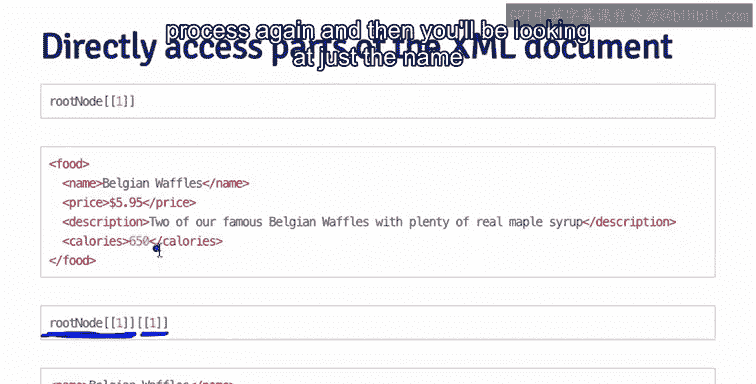 process again and then you'll be looking
at just the name
Directly access parts of the XML document
rootNode[[1]]
<food>
<name>Belgian Waffles</name>
<price>$5.95</price>
<description>Two of our famous Belgian Waffles with plenty of real maple syrup</description>
<calories>650</calories>
</food>
rootNode[[1]][[1]]
<name>Belgian Waffles</name>